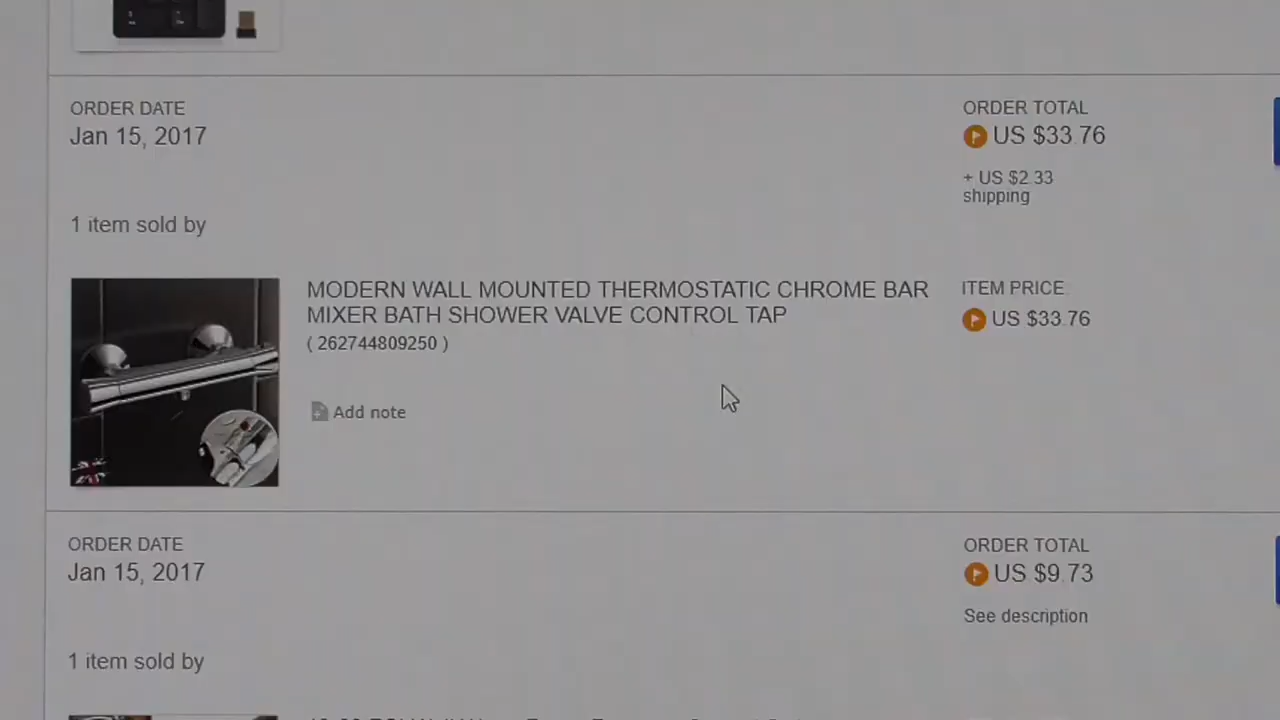 ORDER DATE
ORDER TOTAL
Jan 15, 2017
US $33.76
+ US $2.33
shipping
1 item sold by
MODERN WALL MOUNTED THERMOSTATIC CHROME BAR
MIXER BATH SHOWER VALVE CONTROL TAP
( 262744809250 )
ITEM PRICE
US $33.76
Add note
ORDER DATE
ORDER TOTAL
Jan 15, 2017
US $9.73
See description
1 item sold by